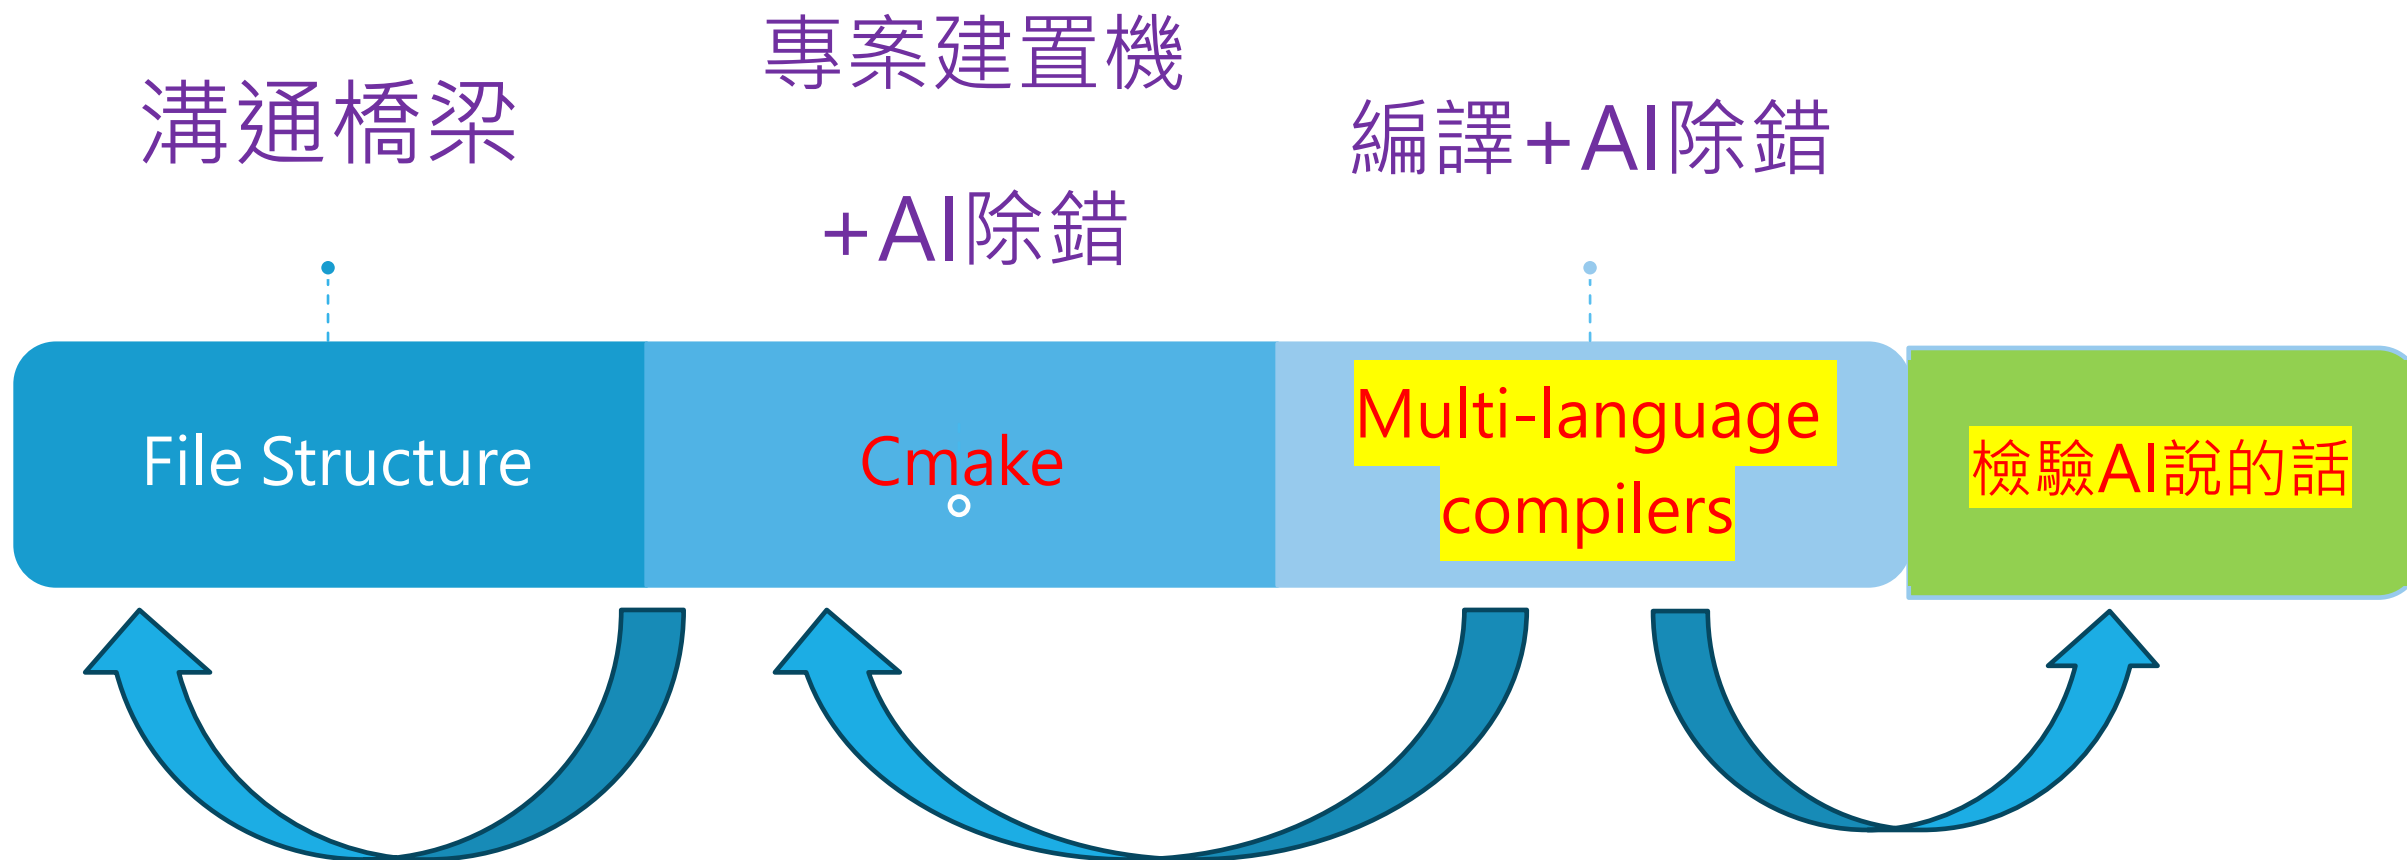 溝通橋梁
專案建置機
+AI除錯
編譯+AI除錯
File Structure
Cmake
Multi-language
compilers
檢驗AI說的話